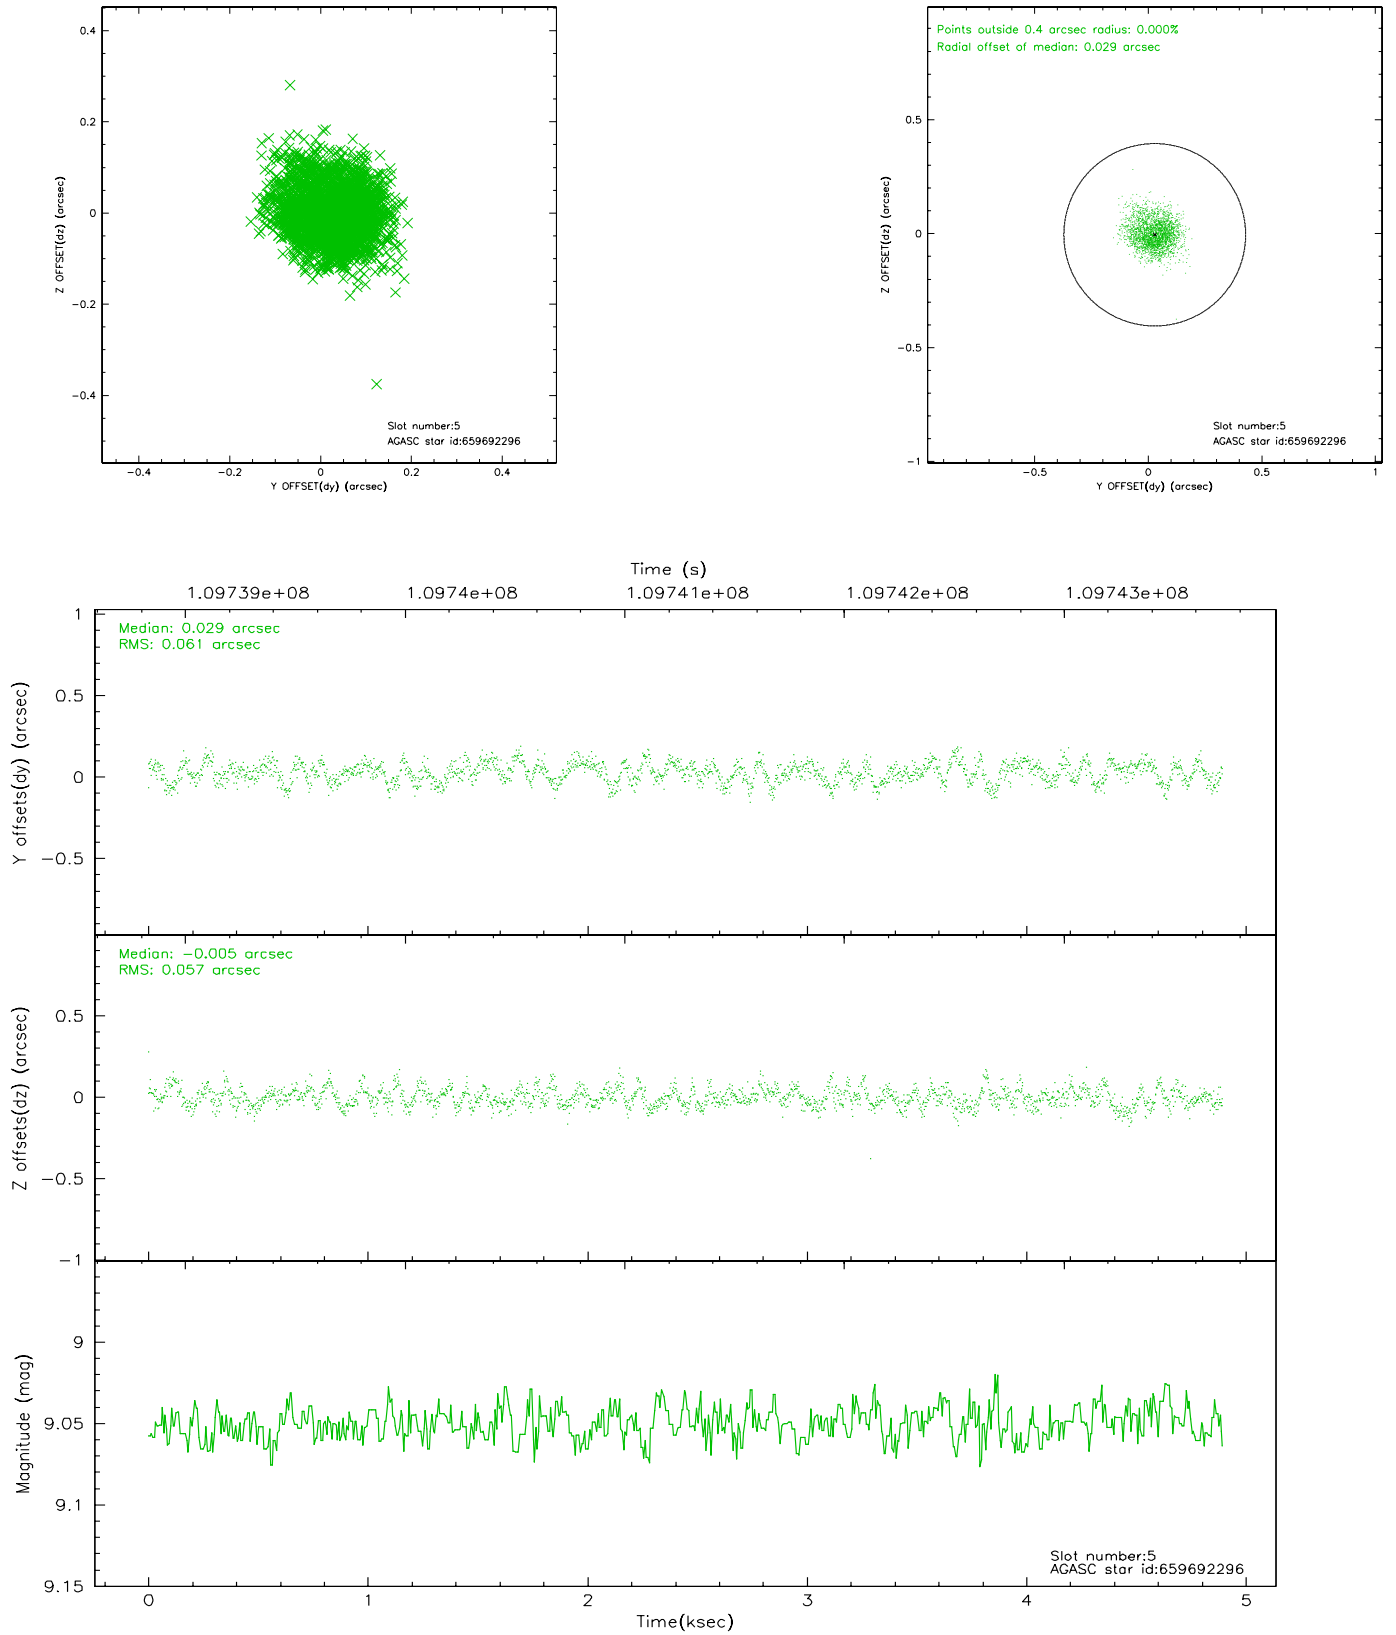 0.4
0.2
0
−0.2
−0.4
Z OFFSET(dz) (arcsec)
Slot number:5
AGASC star id:659692296
−0.4 −0.2 0 0.2 0.4
Y OFFSET(dy) (arcsec)
Points outside 0.4 arcsec radius: 0.000%
Radial offset of median: 0.029 arcsec
0.5
0
−0.5
−1
Z OFFSET(dz) (arcsec)
Slot number:5
AGASC star id:659692296
−0.5 0 0.5 1
Y OFFSET(dy) (arcsec)
Time (s)
1.09739e+08 1.0974e+08 1.09741e+08 1.09742e+08 1.09743e+08
Median: 0.029 arcsec
RMS: 0.061 arcsec
1
0.5
0
−0.5
Y offsets(dy) (arcsec)
Median: −0.005 arcsec
RMS: 0.057 arcsec
0.5
0
−0.5
−1
Z offsets(dz) (arcsec)
9
9.05
9.1
9.15
Magnitude (mag)
Slot number:5
AGASC star id:659692296
0 1 2 3 4 5
Time(ksec)